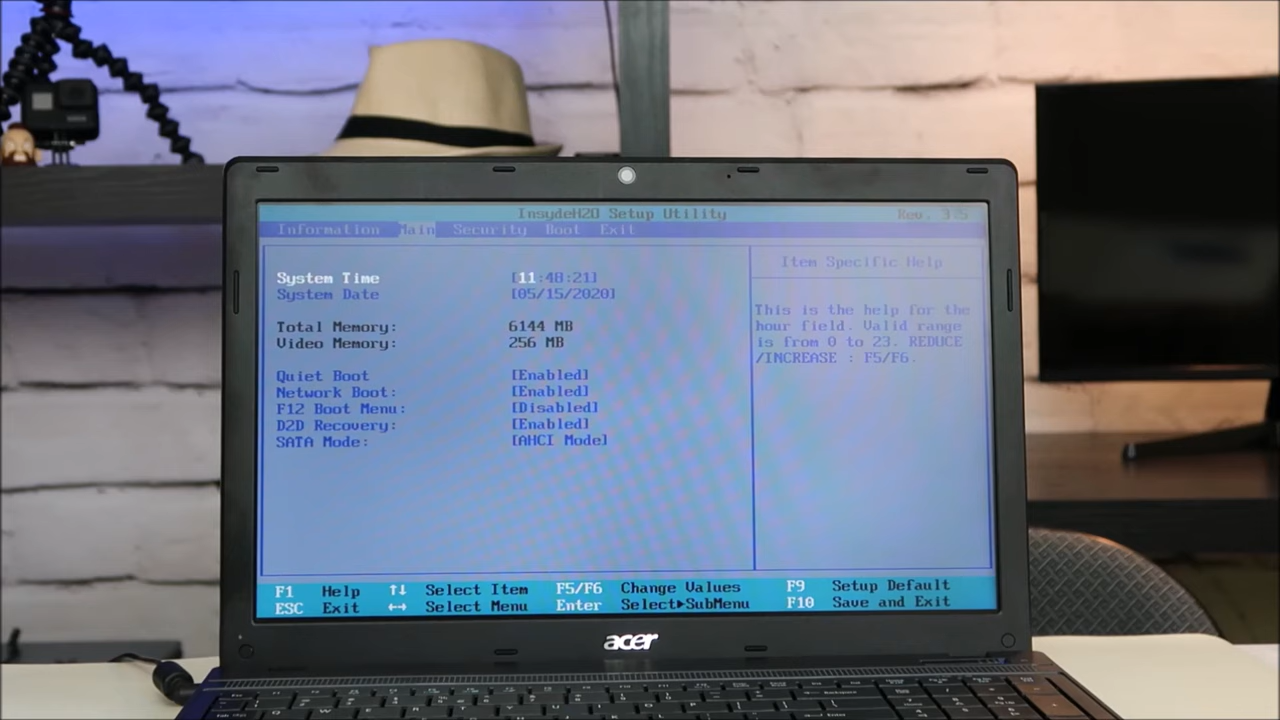 InsydeH20 Setup Utility Rev. 3.5
Information Main Security Boot Exit
Item Specific Help
System Time [11:48:21]
System Date [05/15/2020]
This is the help for the
hour field. Valid range
is from 0 to 23. REDUCE
/INCREASE : F5/F6.
Total Memory: 6144 MB
Video Memory: 256 MB
Quiet Boot [Enabled]
Network Boot: [Enabled]
F12 Boot Menu: [Disabled]
D2D Recovery: [Enabled]
SATA Mode: [AHCI Mode]
F1 Help ↑↓ Select Item F5/F6 Change Values F9 Setup Default
ESC Exit ↔ Select Menu Enter Select▶SubMenu F10 Save and Exit
acer